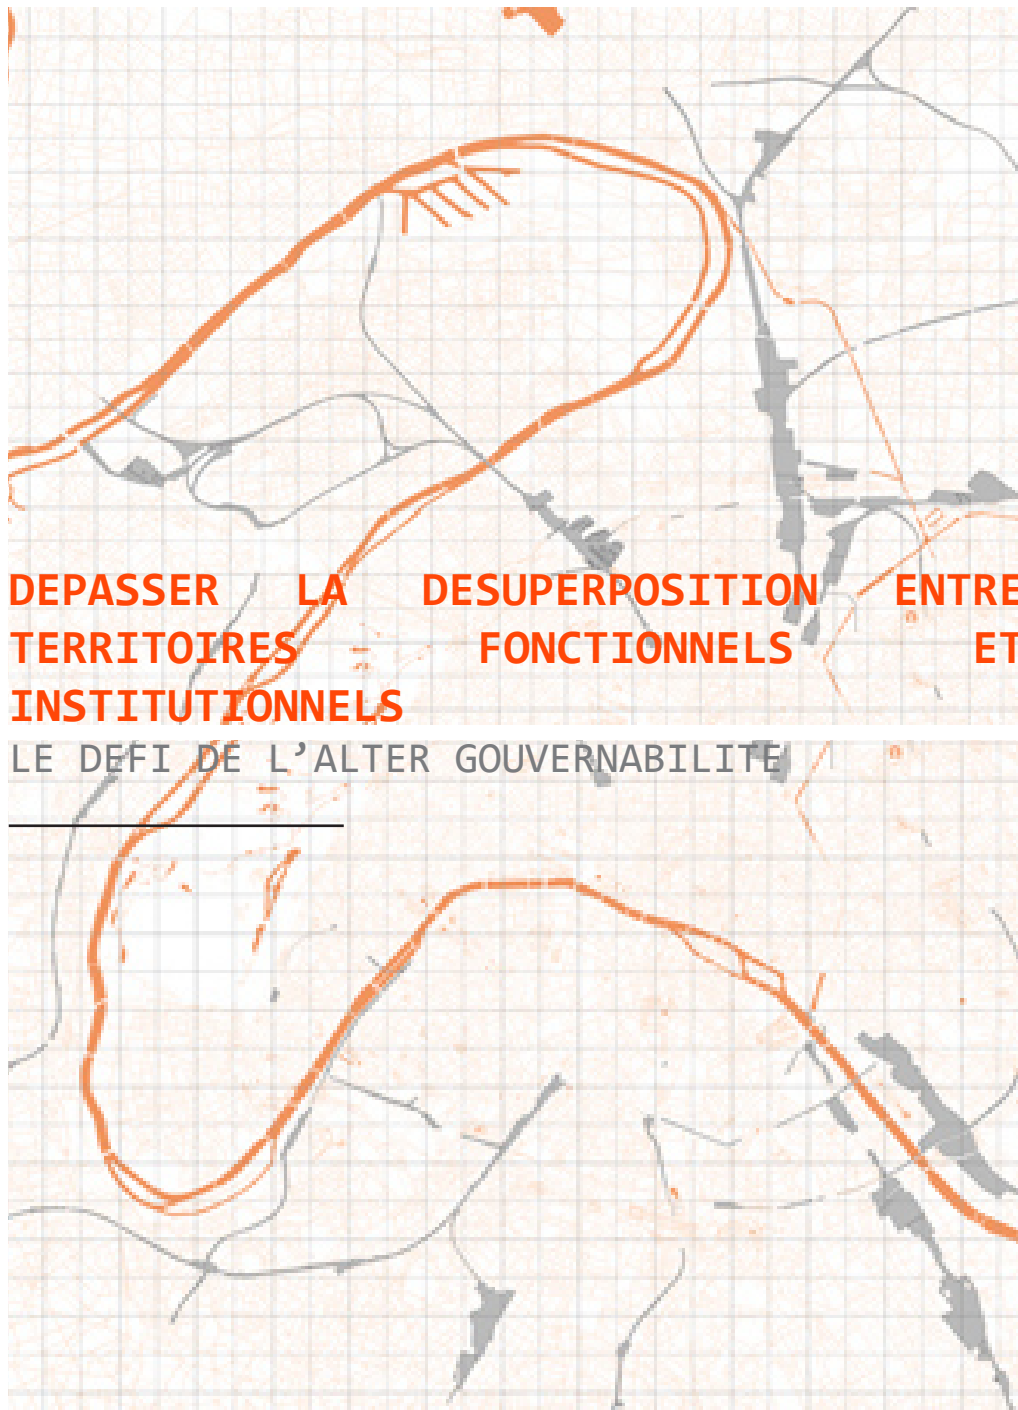 DEPASSER LA DESUPERPOSITION ENTRE
TERRITOIRES FONCTIONNELS ET
INSTITUTIONNELS
LE DEFI DE L’ALTER GOUVERNABILITE